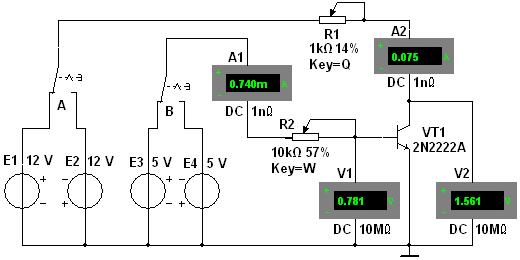 R1
1kΩ 14%
Key=Q
A2
0.075
DC 1nΩ
A
B
A1
0.740m
DC 1nΩ
R2
10kΩ 57%
Key=W
VT1
2N2222A
E1 12 V
E2 12 V
E3 5 V
E4 5 V
V1
0.781
DC 10MΩ
V2
1.561
DC 10MΩ